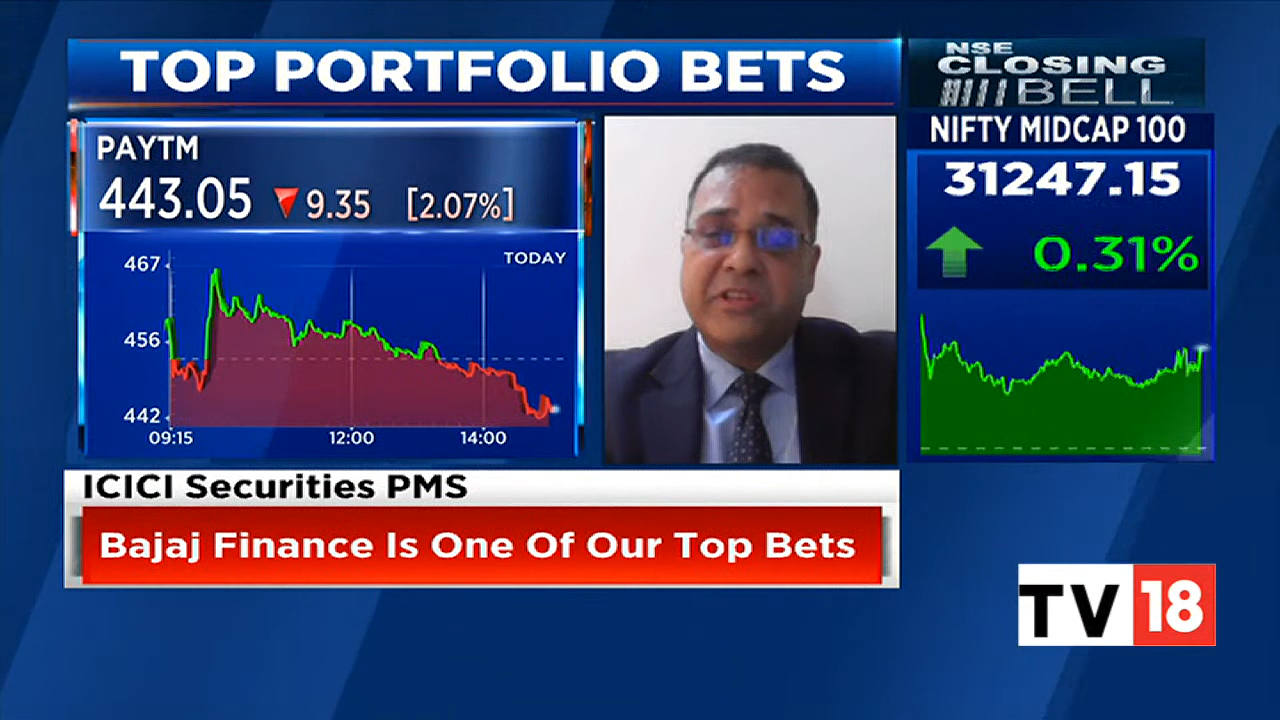 TOP PORTFOLIO BETS
NSE
CLOSING
BELL
PAYTM
443.05 9.35 [2.07%]
TODAY
467
456
442
09:15 12:00 14:00
NIFTY MIDCAP 100
31247.15
0.31%
ICICI Securities PMS
Bajaj Finance Is One Of Our Top Bets
TV 18